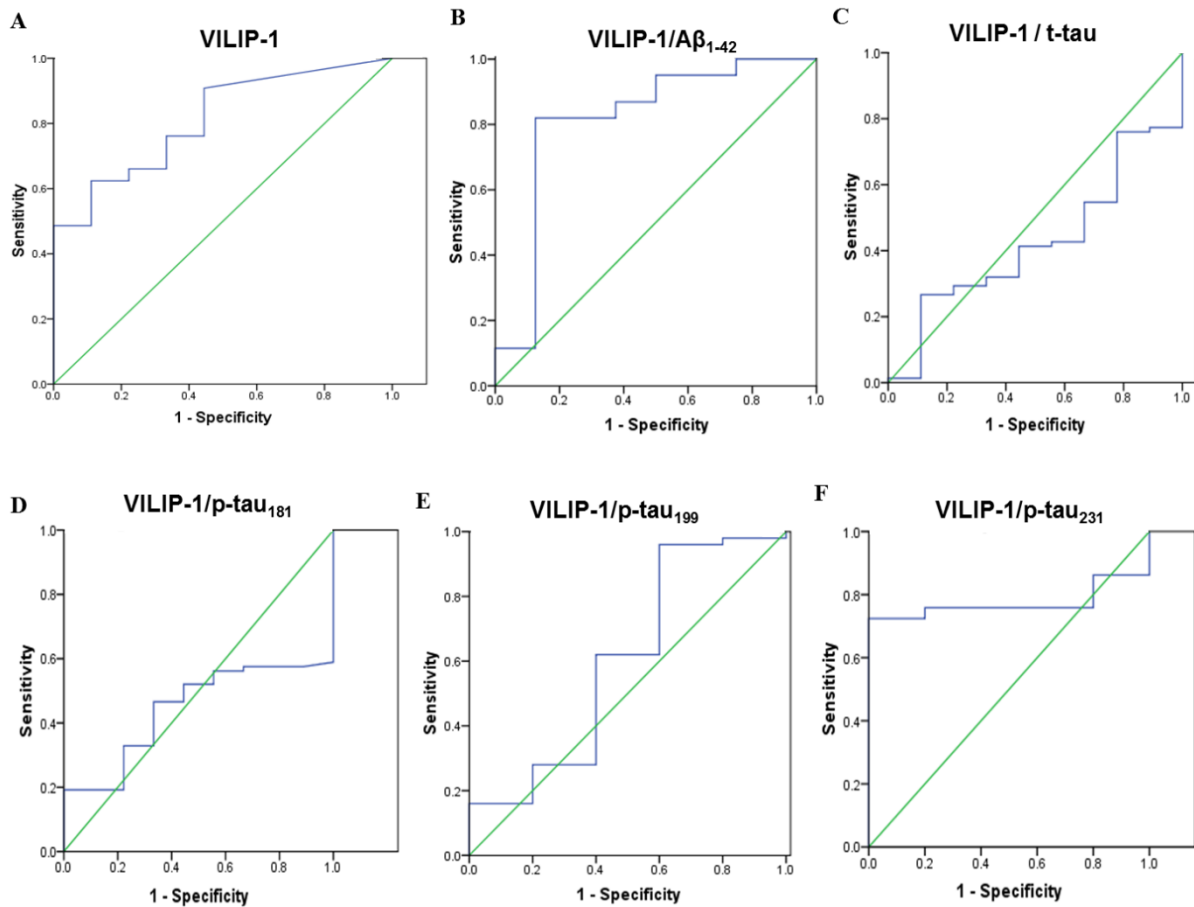 A
VILIP-1
1.0
0.8
0.6
0.4
0.2
0.0
Sensitivity
0.0 0.2 0.4 0.6 0.8 1.0
1 - Specificity
B
VILIP-1/Aβ1-42
1.0
0.8
0.6
0.4
0.2
0.0
Sensitivity
0.0 0.2 0.4 0.6 0.8 1.0
1 - Specificity
C
VILIP-1 / t-tau
1.0
0.8
0.6
0.4
0.2
0.0
Sensitivity
0.0 0.2 0.4 0.6 0.8 1.0
1 - Specificity
D
VILIP-1/p-tau181
1.0
0.8
0.6
0.4
0.2
0.0
Sensitivity
0.0 0.2 0.4 0.6 0.8 1.0
1 - Specificity
E
VILIP-1/p-tau199
1.0
0.8
0.6
0.4
0.2
0.0
Sensitivity
0.0 0.2 0.4 0.6 0.8 1.0
1 - Specificity
F
VILIP-1/p-tau231
1.0
0.8
0.6
0.4
0.2
0.0
Sensitivity
0.0 0.2 0.4 0.6 0.8 1.0
1 - Specificity